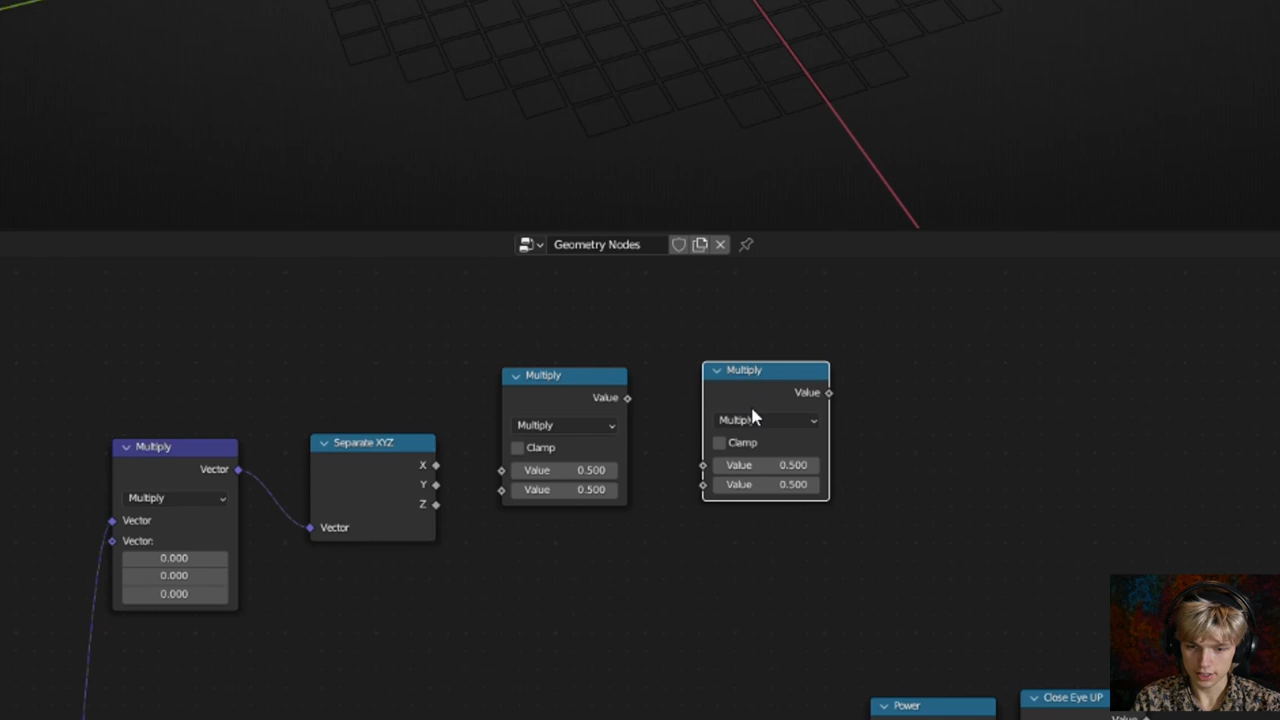 Geometry Nodes
Multiply
Vector
Multiply
Vector
Vector:
0.000
0.000
0.000
Separate XYZ
X
Y
Z
Vector
Multiply
Value
Multiply
Clamp
Value 0.500
Value 0.500
Multiply
Value
Multiply
Clamp
Value 0.500
Value 0.500
Power
Close Eye UP
Value